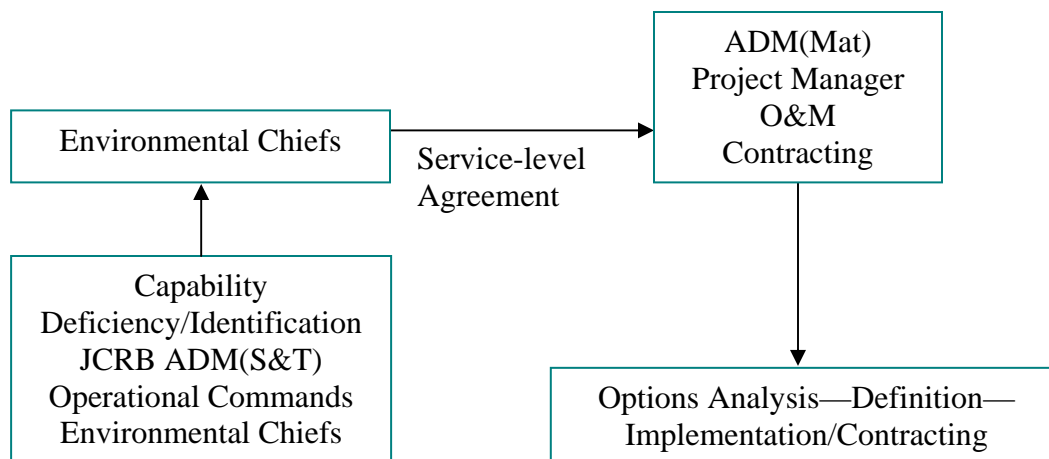 Capability
Deficiency/Identification
JCRB ADM(S&T)
Operational Commands
Environmental Chiefs
Environmental Chiefs
Service-level
Agreement
ADM(Mat)
Project Manager
O&M
Contracting
Options Analysis—Definition—
Implementation/Contracting